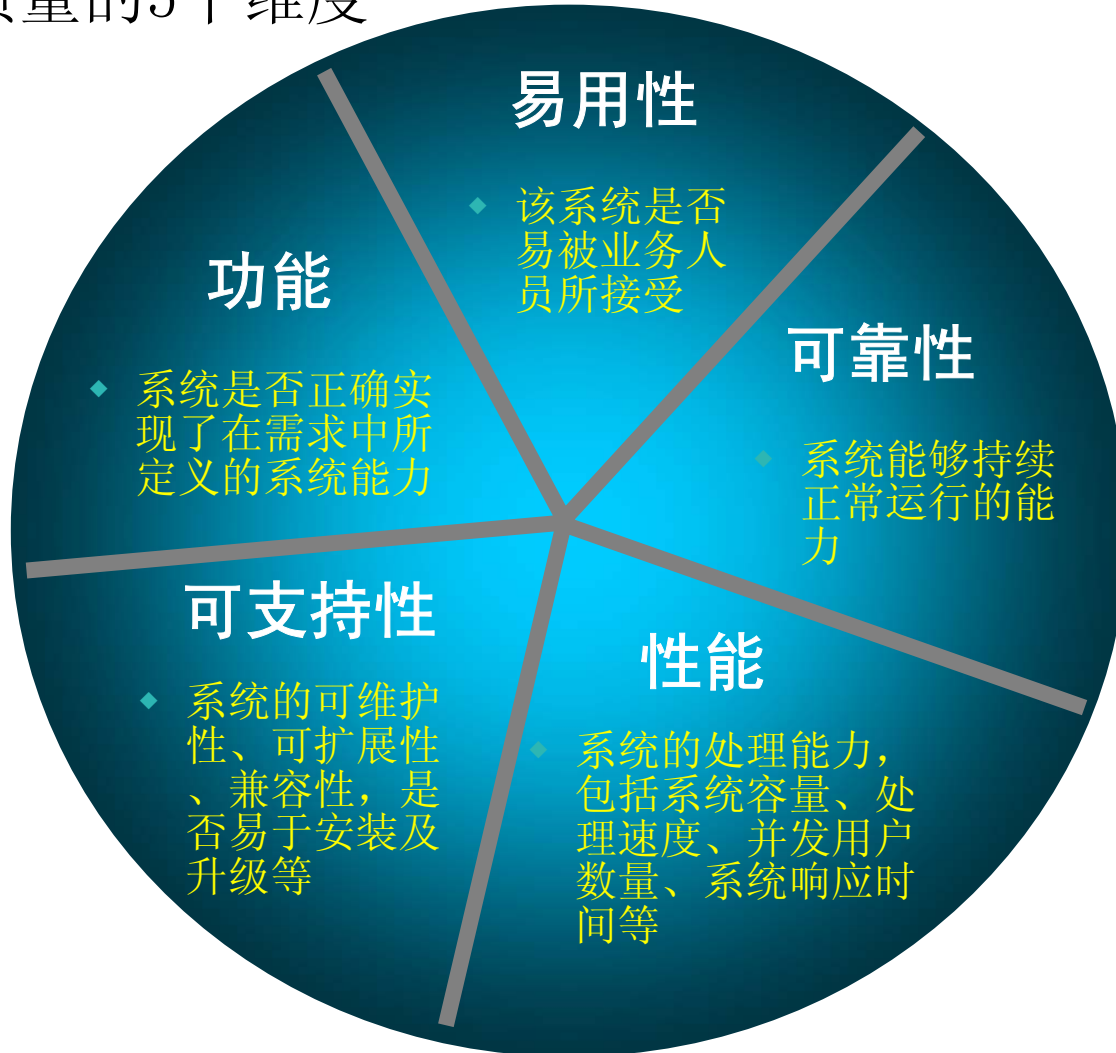 量的5个维度
易用性
该系统是否
易被业务人
员所接受
功能
系统是否正确实
现了在需求中所
定义的系统能力
可靠性
系统能够持续
正常运行的能
力
可支持性
系统的可维护
性、可扩展性
、兼容性，是
否易于安装及
升级等
性能
系统的处理能力，
包括系统容量、处
理速度、并发用户
数量、系统响应时
间等